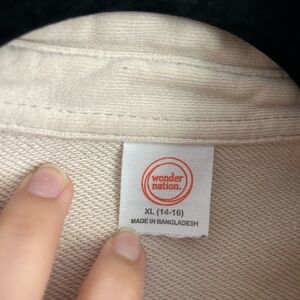 wonder
nation.
XL (14-16)
MADE IN BANGLADESH